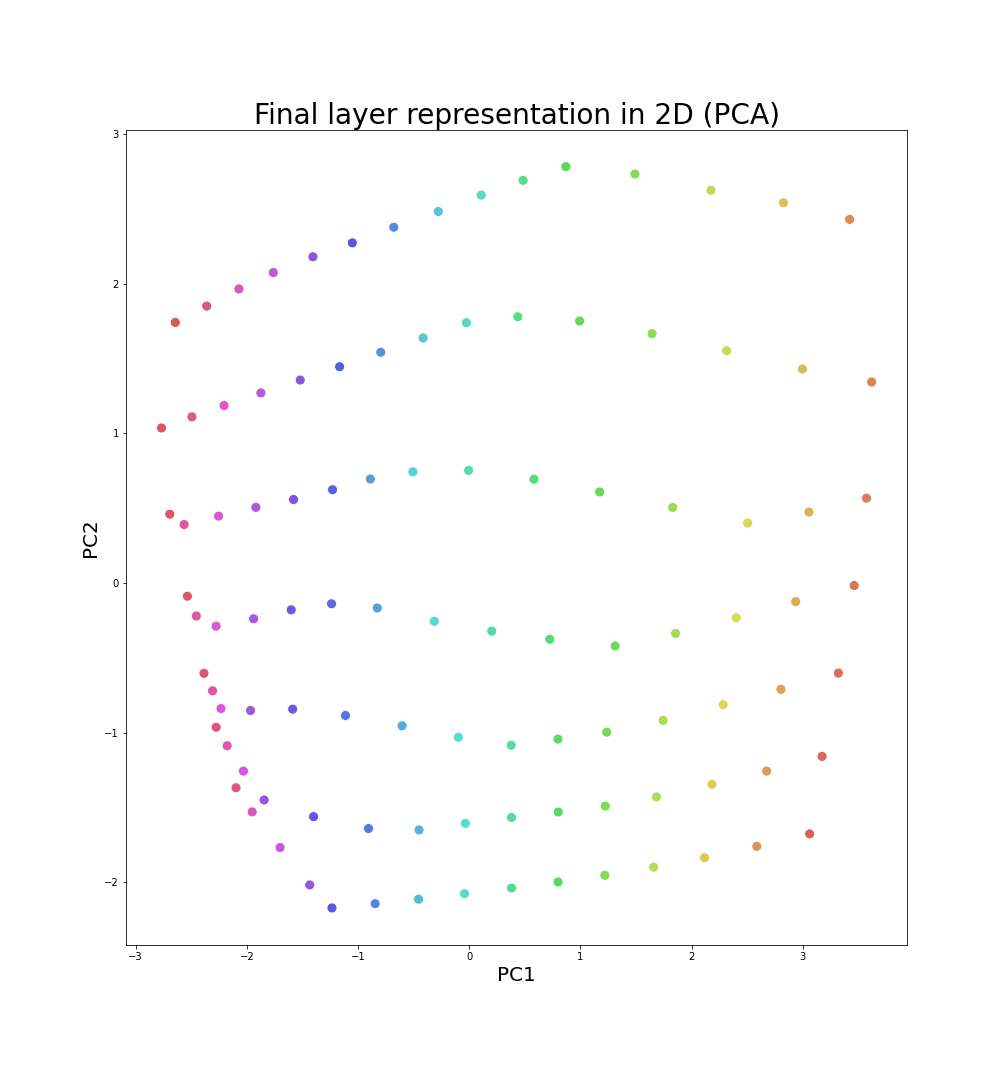 Final layer representation in 2D (PCA)
3
2
1
0
−1
−2
PC2
−3 −2 −1 0 1 2 3
PC1